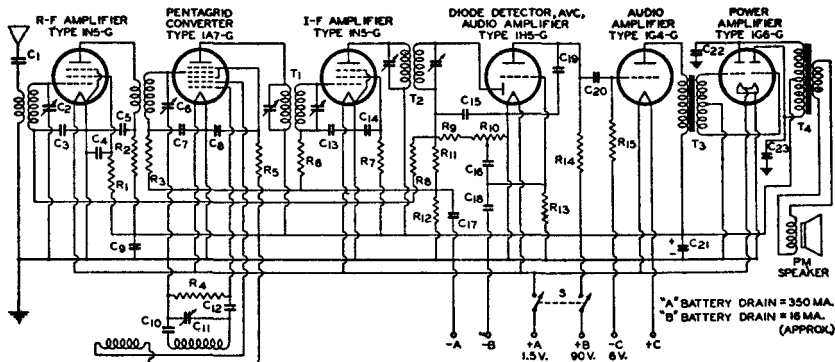 R-F AMPLIFIER
TYPE 1N5-G
PENTAGRID
CONVERTER
TYPE 1A7-G
I-F AMPLIFIER
TYPE 1N5-G
DIODE DETECTOR, AVC,
AUDIO AMPLIFIER
TYPE 1H5-G
AUDIO
AMPLIFIER
TYPE 1G4-G
POWER
AMPLIFIER
TYPE 1G6-G
C1
C2
C3
C4
C5
R1
R2
C9
C6
C7
C8
R3
R5
T1
R6
C13
C14
R7
T2
R8
C15
R9
R10
R11
R12
C16
C17
C18
R13
C19
C20
R14
R15
T3
C21
C22
C23
T4
PM
SPEAKER
R4
C10
C11
C12
S
-A
-B
+A
1.5 V.
+B
90V.
-C
6V.
+C
"A" BATTERY DRAIN = 350 MA.
"B" BATTERY DRAIN = 16 MA.
(APPROX.)
+
-